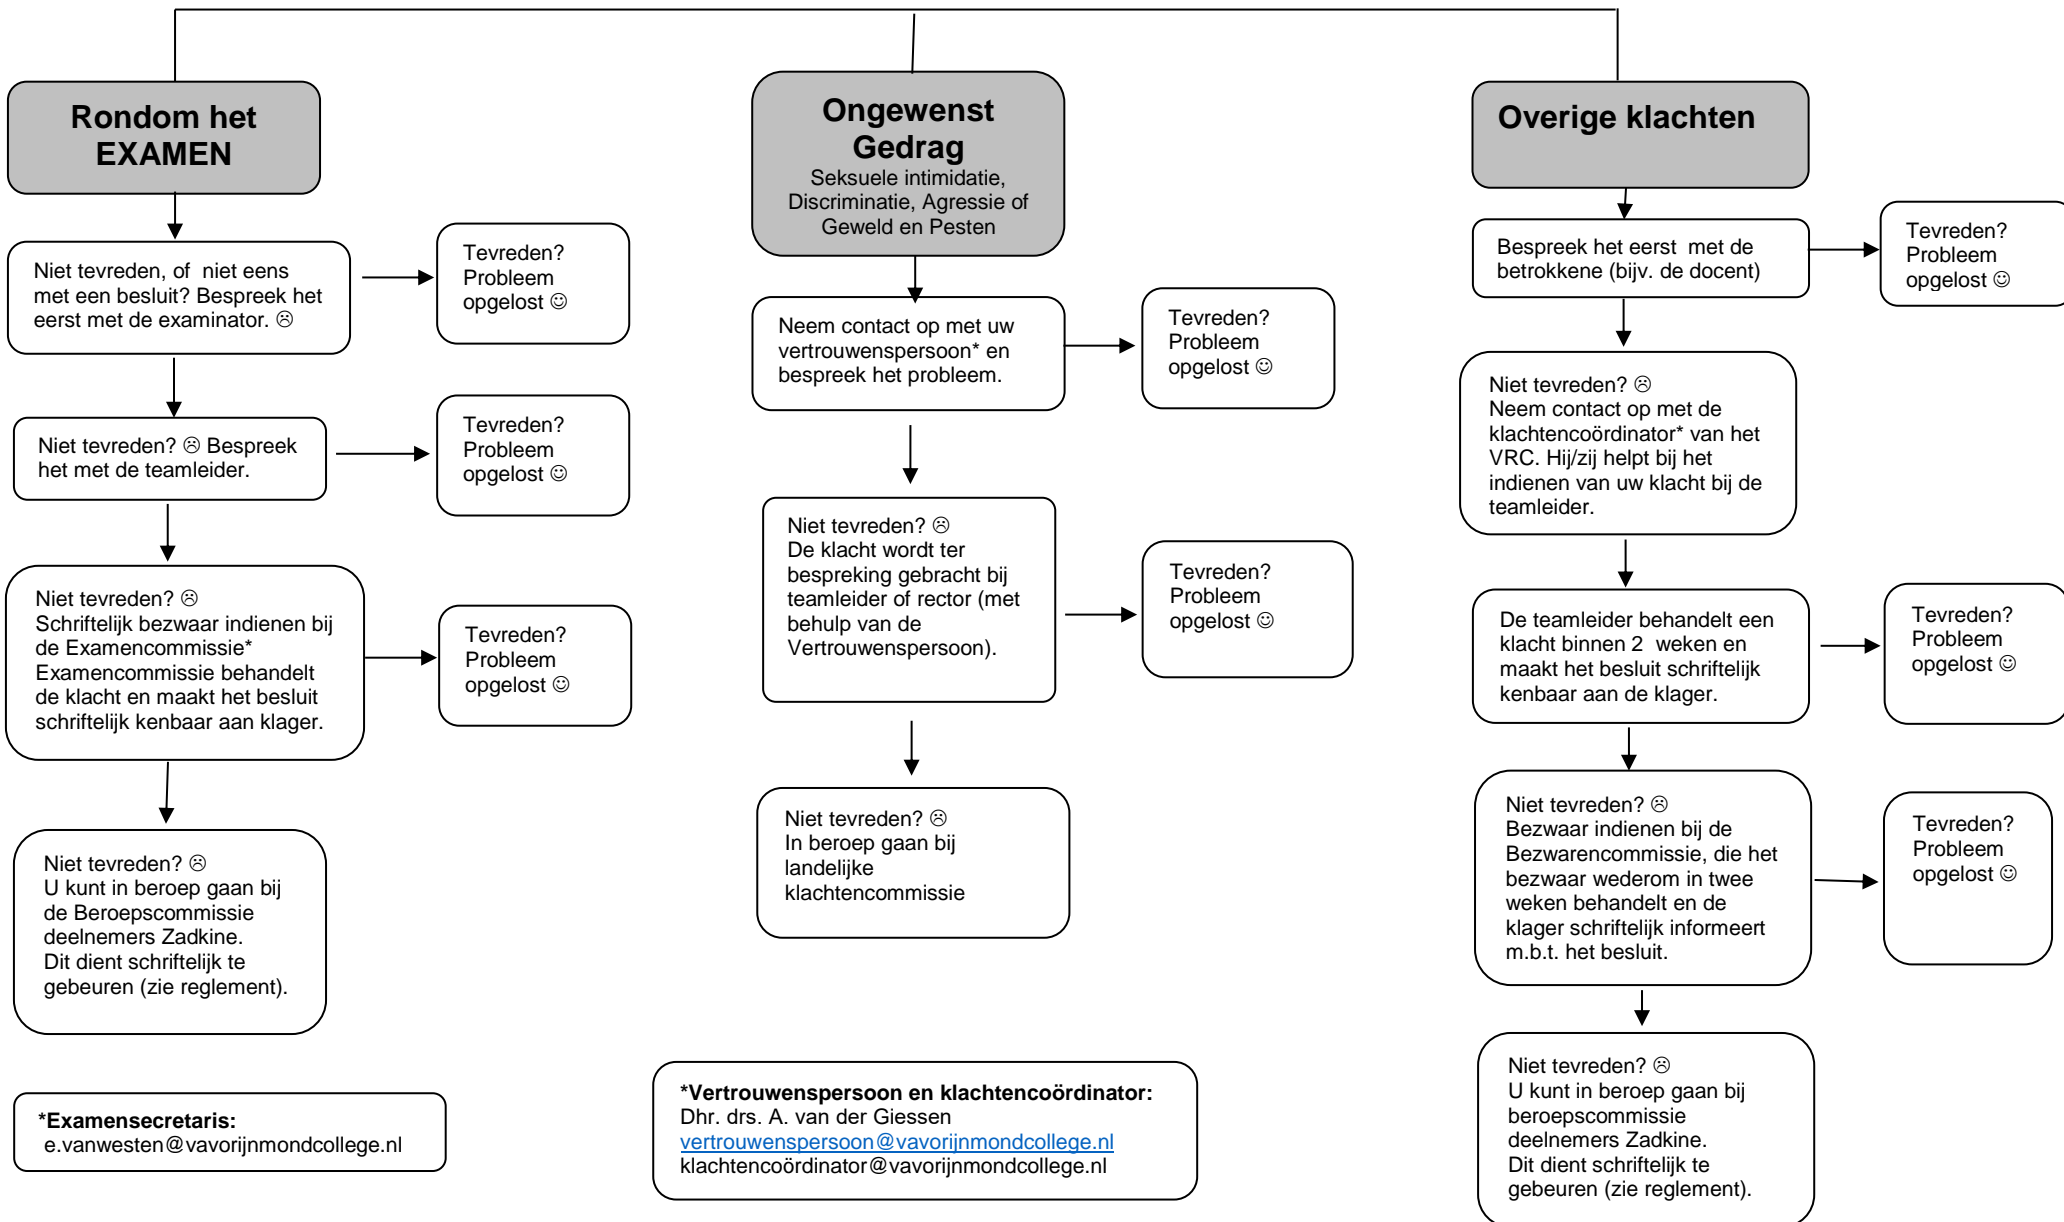 Rondom het
EXAMEN
Niet tevreden, of  niet eens
met een besluit? Bespreek het
eerst met de examinator. ☹
Tevreden?
Probleem
opgelost ☺
Niet tevreden? ☹ Bespreek
het met de teamleider.
Tevreden?
Probleem
opgelost ☺
Niet tevreden? ☹
Schriftelijk bezwaar indienen bij
de Examencommissie*
Examencommissie behandelt
de klacht en maakt het besluit
schriftelijk kenbaar aan klager.
Tevreden?
Probleem
opgelost ☺
Niet tevreden? ☹
U kunt in beroep gaan bij
de Beroepscommissie
deelnemers Zadkine.
Dit dient schriftelijk te
gebeuren (zie reglement).
*Examensecretaris:
e.vanwesten@vavorijnmondcollege.nl
Ongewenst
Gedrag
Seksuele intimidatie,
Discriminatie, Agressie of
Geweld en Pesten
Neem contact op met uw
vertrouwenspersoon* en
bespreek het probleem.
Tevreden?
Probleem
opgelost ☺
Niet tevreden? ☹
De klacht wordt ter
bespreking gebracht bij
teamleider of rector (met
behulp van de
Vertrouwenspersoon).
Tevreden?
Probleem
opgelost ☺
Niet tevreden? ☹
In beroep gaan bij
landelijke
klachtencommissie
*Vertrouwenspersoon en klachtencoördinator:
Dhr. drs. A. van der Giessen
vertrouwenspersoon@vavorijnmondcollege.nl
klachtencoördinator@vavorijnmondcollege.nl
Overige klachten
Bespreek het eerst  met de
betrokkene (bijv. de docent)
Tevreden?
Probleem
opgelost ☺
Niet tevreden? ☹
Neem contact op met de
klachtencoördinator* van het
VRC. Hij/zij helpt bij het
indienen van uw klacht bij de
teamleider.
De teamleider behandelt een
klacht binnen 2  weken en
maakt het besluit schriftelijk
kenbaar aan de klager.
Tevreden?
Probleem
opgelost ☺
Niet tevreden? ☹
Bezwaar indienen bij de
Bezwarencommissie, die het
bezwaar wederom in twee
weken behandelt en de
klager schriftelijk informeert
m.b.t. het besluit.
Tevreden?
Probleem
opgelost ☺
Niet tevreden? ☹
U kunt in beroep gaan bij
beroepscommissie
deelnemers Zadkine.
Dit dient schriftelijk te
gebeuren (zie reglement).